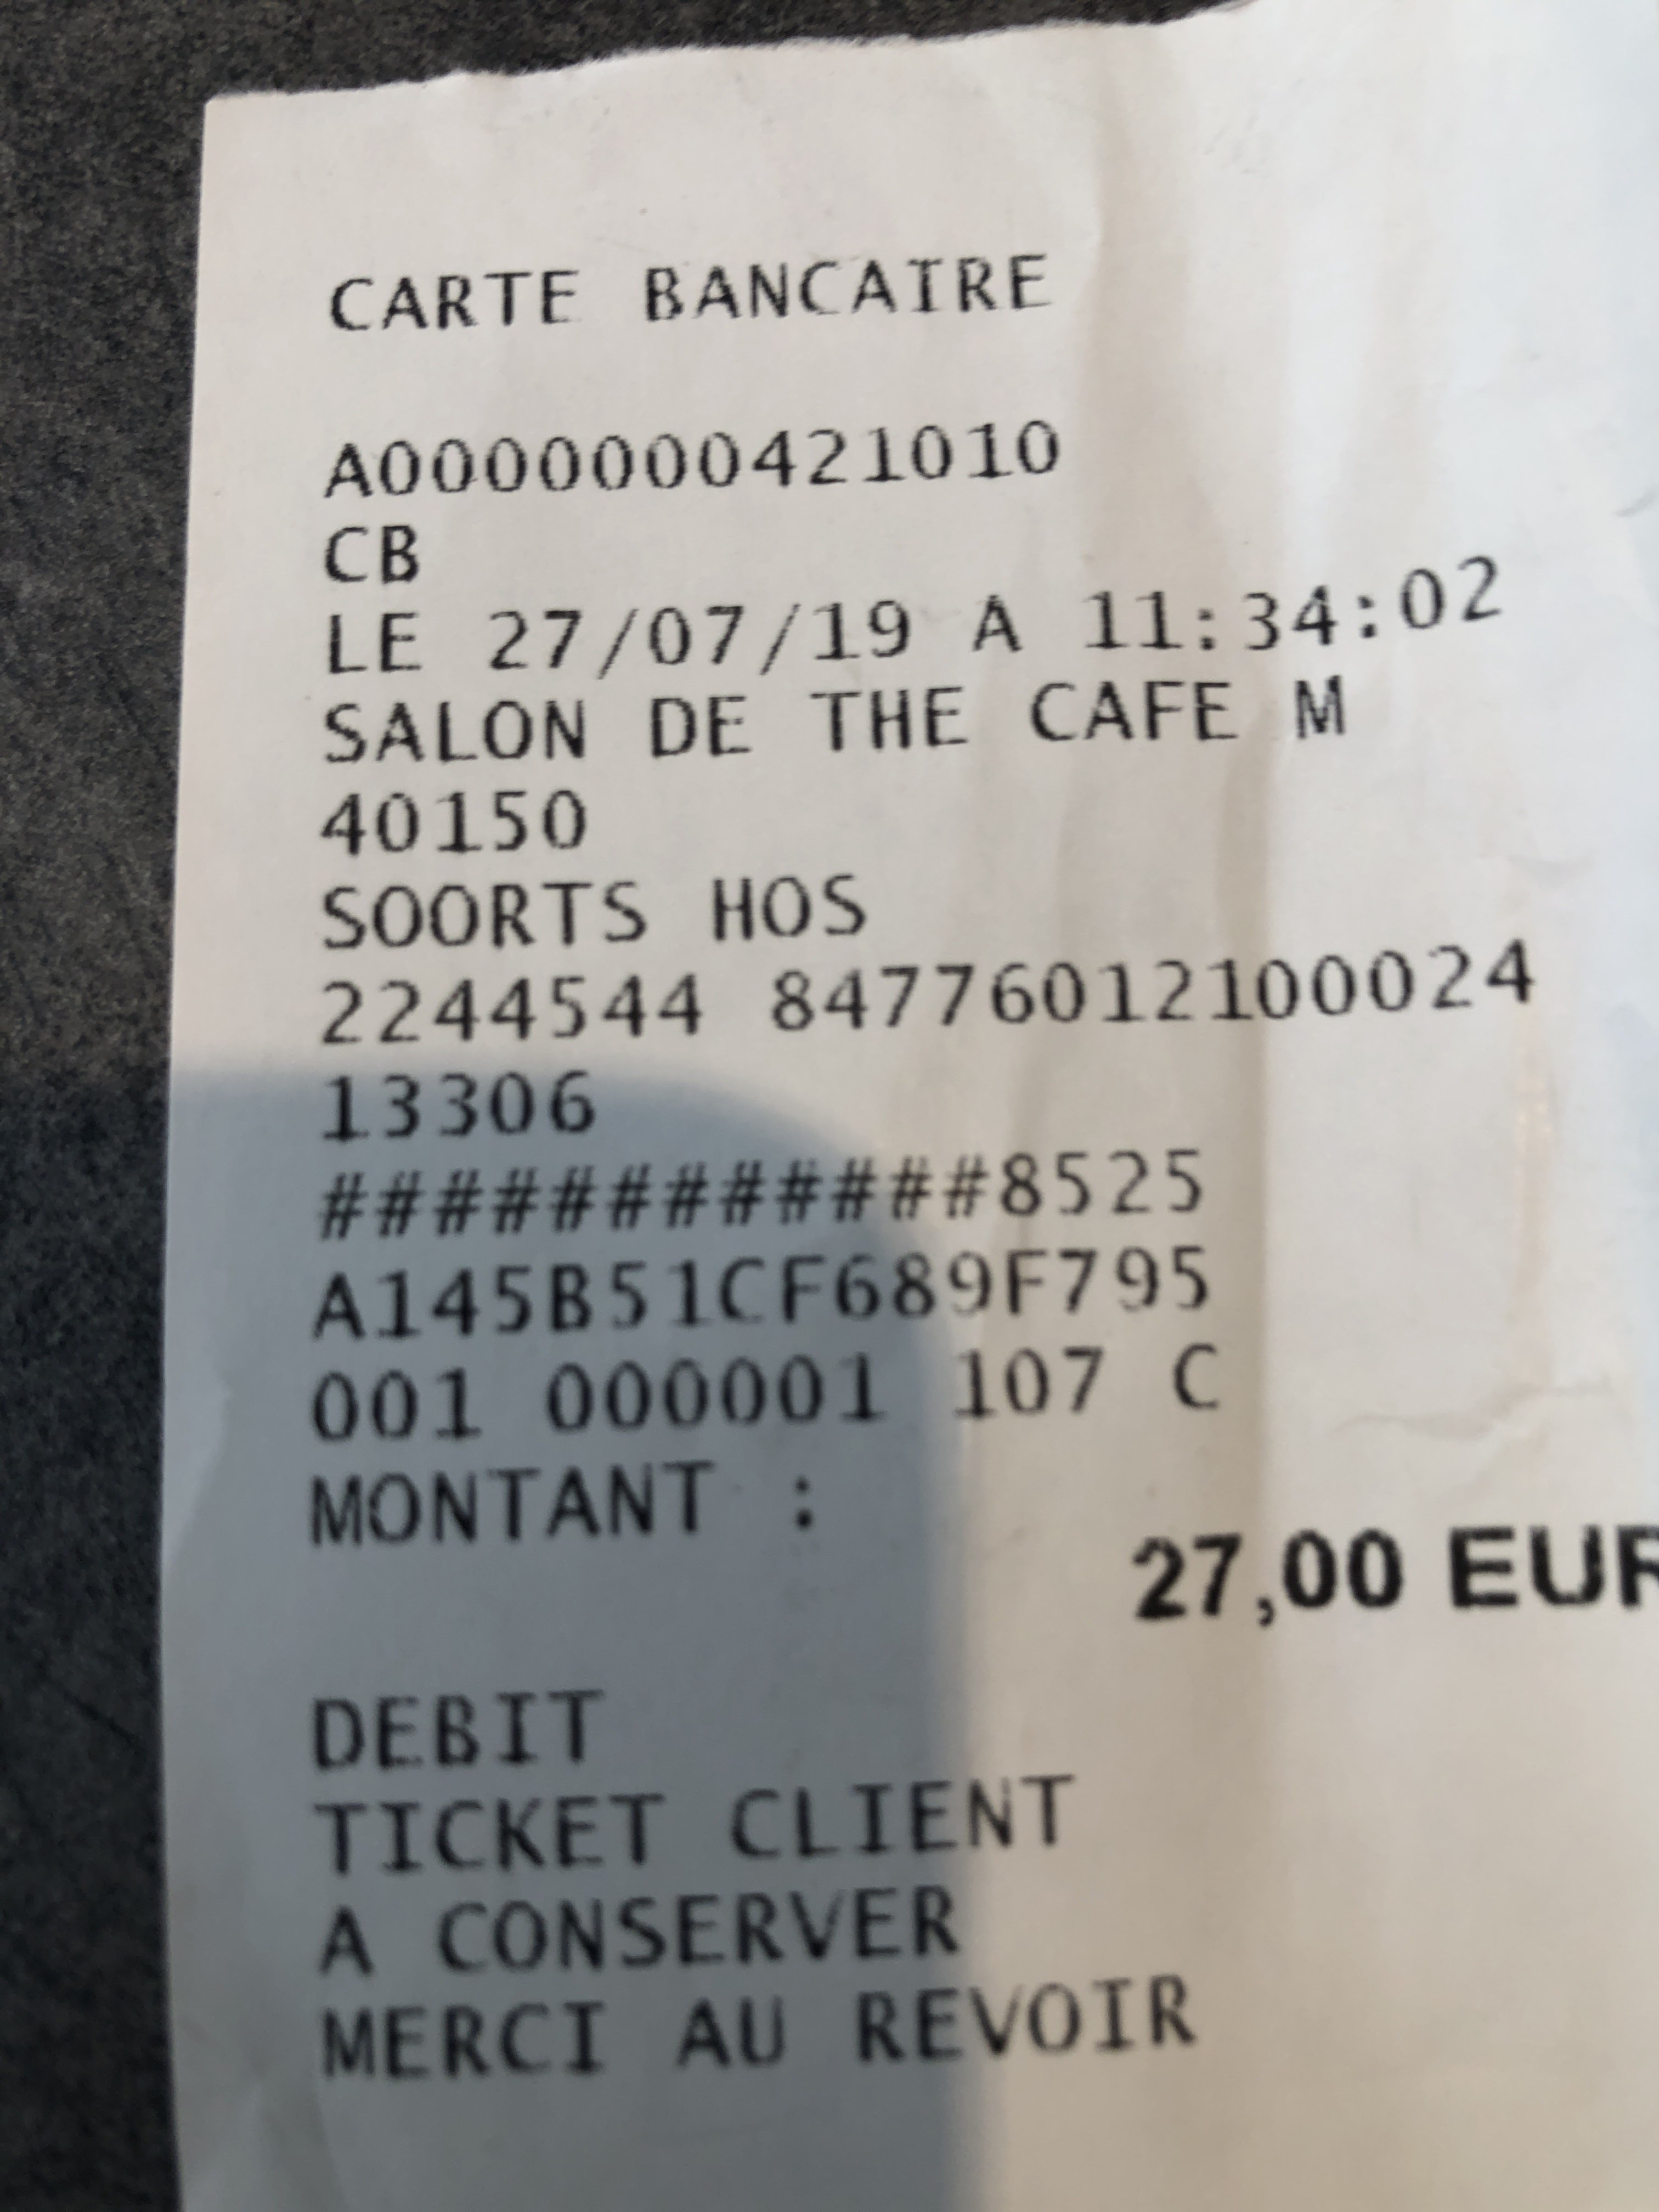 CARTE BANCAIRE
A0000000421010
CB
LE 27/07/19 A 11:34:02
SALON DE THE CAFE M
40150
SOORTS HOS
2244544 84776012100024
13306
############8525
A145B51CF689F795
001 000001 107 C
MONTANT :
27,00 EUR
DEBIT
TICKET CLIENT
A CONSERVER
MERCI AU REVOIR